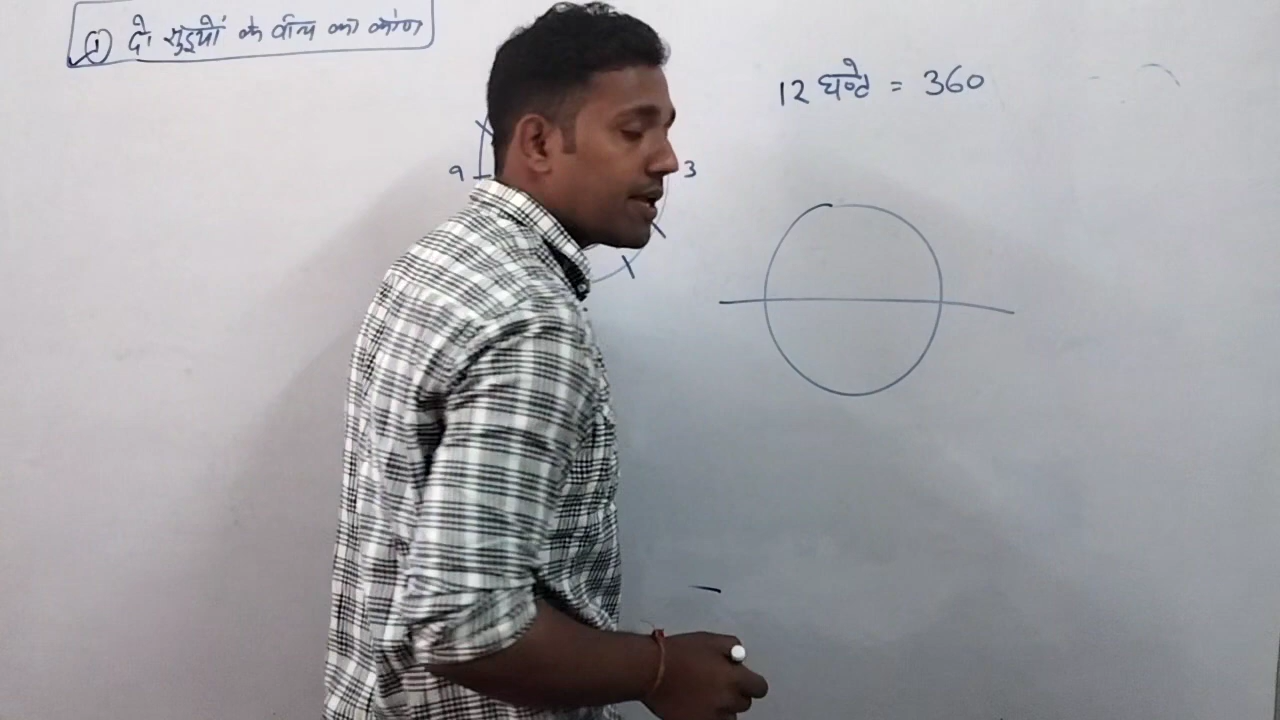 ① दो सुइयों के बीच का कोण
12 घण्टे = 360
9
3